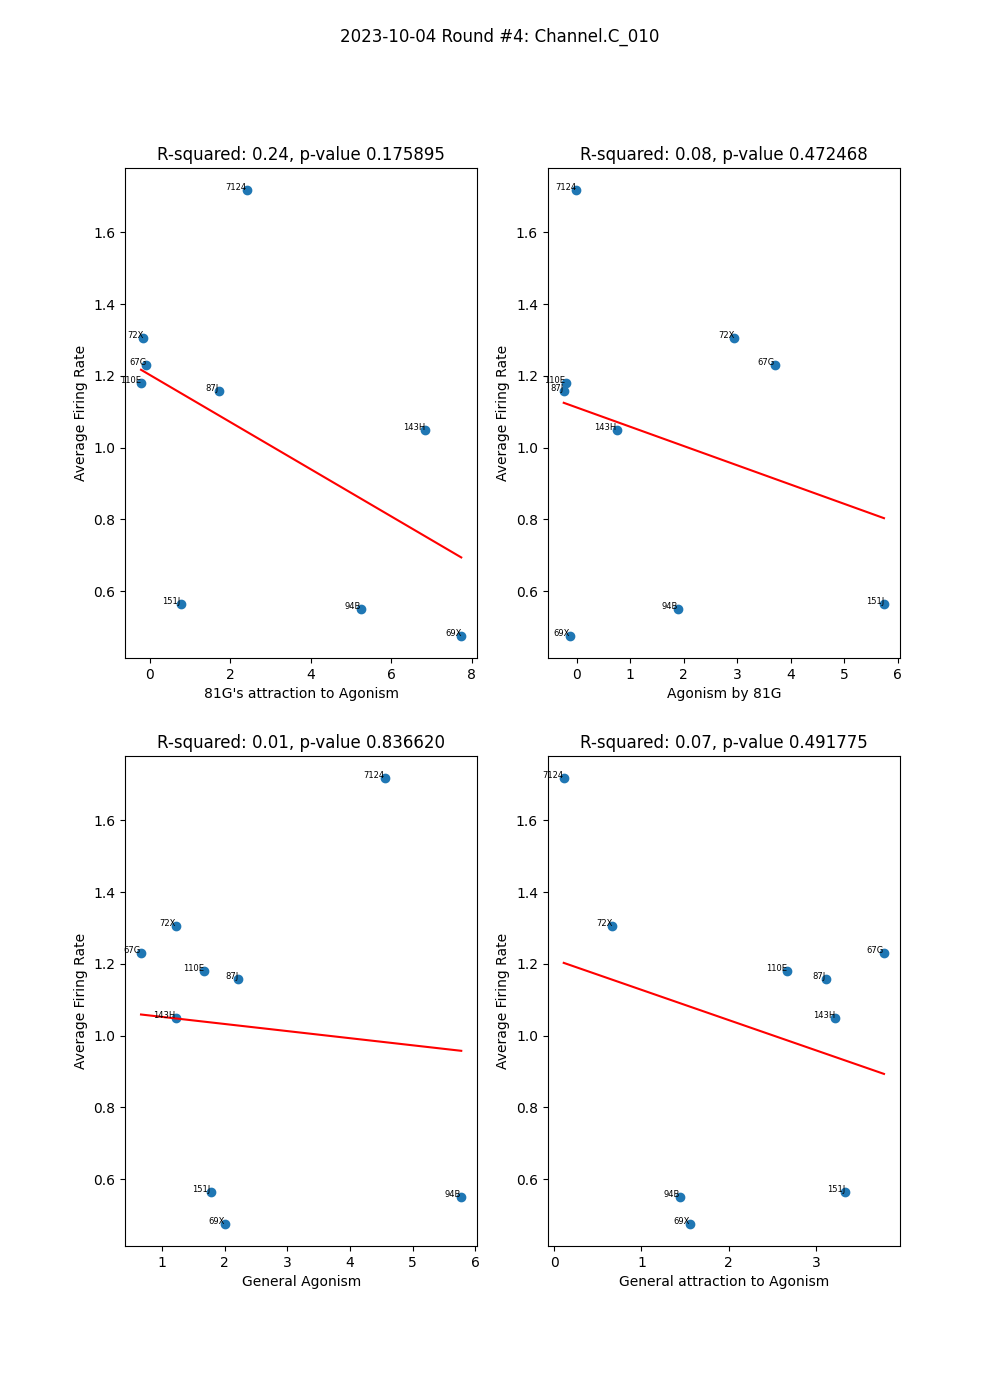 2023-10-04 Round #4: Channel.C_010
R-squared: 0.24, p-value 0.175895
Average Firing Rate
1.6
1.4
1.2
1.0
0.8
0.6
7124
72X
67G
110E
87J
143H
151J
94B
69X
0 2 4 6 8
81G's attraction to Agonism
R-squared: 0.08, p-value 0.472468
Average Firing Rate
1.6
1.4
1.2
1.0
0.8
0.6
7124
72X
67G
110E
87J
143H
151J
94B
69X
0 1 2 3 4 5 6
Agonism by 81G
R-squared: 0.01, p-value 0.836620
Average Firing Rate
1.6
1.4
1.2
1.0
0.8
0.6
7124
72X
67G
110E
87J
143H
151J
94B
69X
1 2 3 4 5 6
General Agonism
R-squared: 0.07, p-value 0.491775
Average Firing Rate
1.6
1.4
1.2
1.0
0.8
0.6
7124
72X
67G
110E
87J
143H
151J
94B
69X
0 1 2 3
General attraction to Agonism